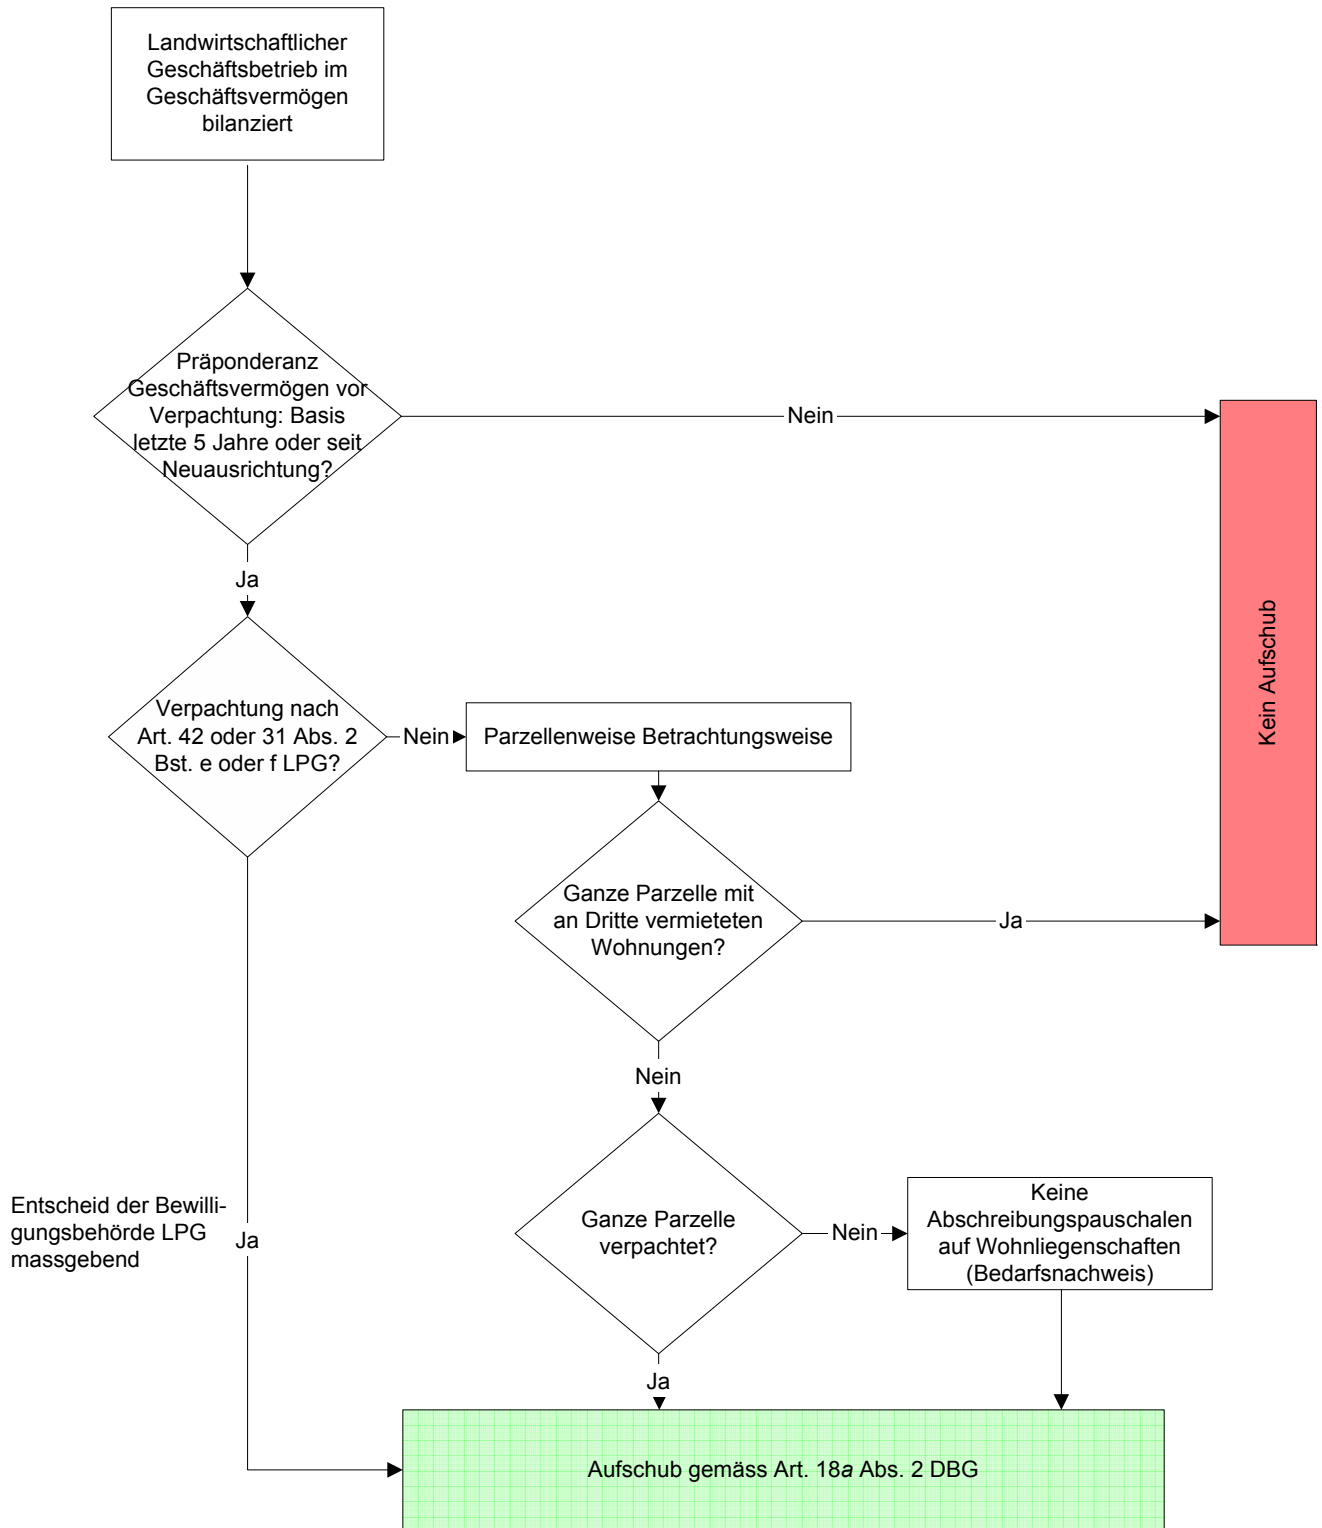 Landwirtschaftlicher
Geschäftsbetrieb im
Geschäftsvermögen
bilanziert
Präponderanz
Geschäftsvermögen vor
Verpachtung: Basis
letzte 5 Jahre oder seit
Neuausrichtung?
Nein
Kein Aufschub
Ja
Verpachtung nach
Art. 42 oder 31 Abs. 2
Bst. e oder f LPG?
Nein
Parzellenweise Betrachtungsweise
Ganze Parzelle mit
an Dritte vermieteten
Wohnungen?
Ja
Nein
Ganze Parzelle
verpachtet?
Nein
Keine
Abschreibungspauschalen
auf Wohnliegenschaften
(Bedarfsnachweis)
Entscheid der Bewilli-
gungsbehörde LPG
massgebend
Ja
Ja
Aufschub gemäss Art. 18a Abs. 2 DBG